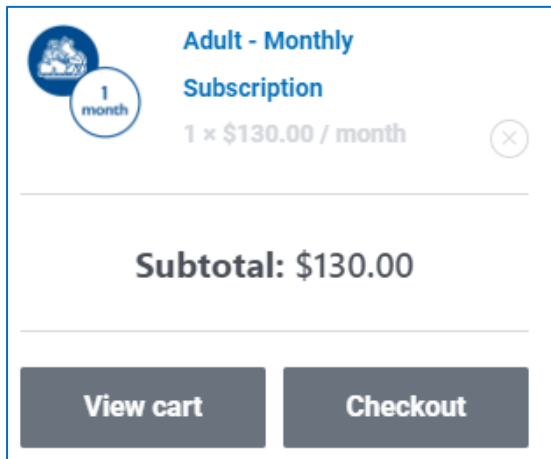 Adult - Monthly
Subscription
1
month
1 × $130.00 / month
Subtotal: $130.00
View cart
Checkout